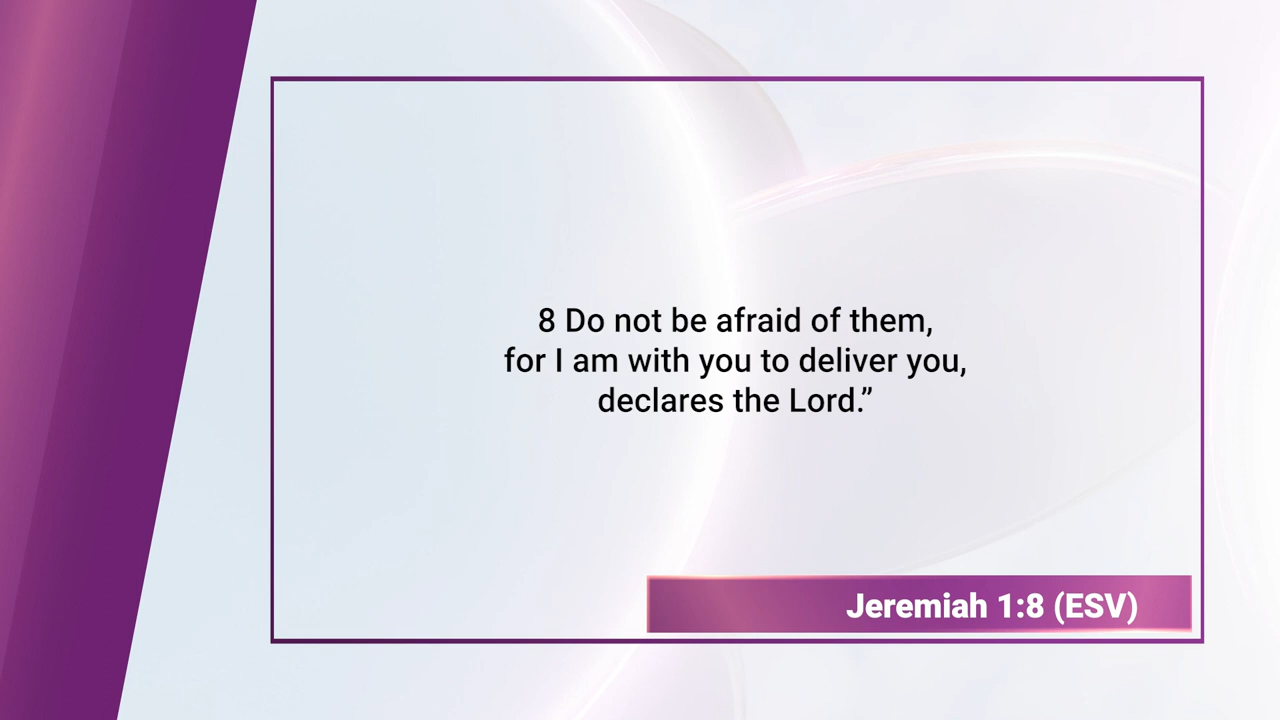 8 Do not be afraid of them,
for I am with you to deliver you,
declares the Lord.”
Jeremiah 1:8 (ESV)